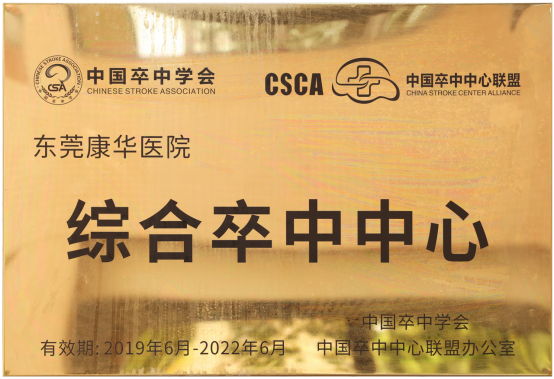 中国卒中学会
CHINESE STROKE ASSOCIATION
CSCA
中国卒中中心联盟
CHINA STROKE CENTER ALLIANCE
东莞康华医院
综合卒中中心
中国卒中学会
有效期: 2019年6月-2022年6月
中国卒中中心联盟办公室